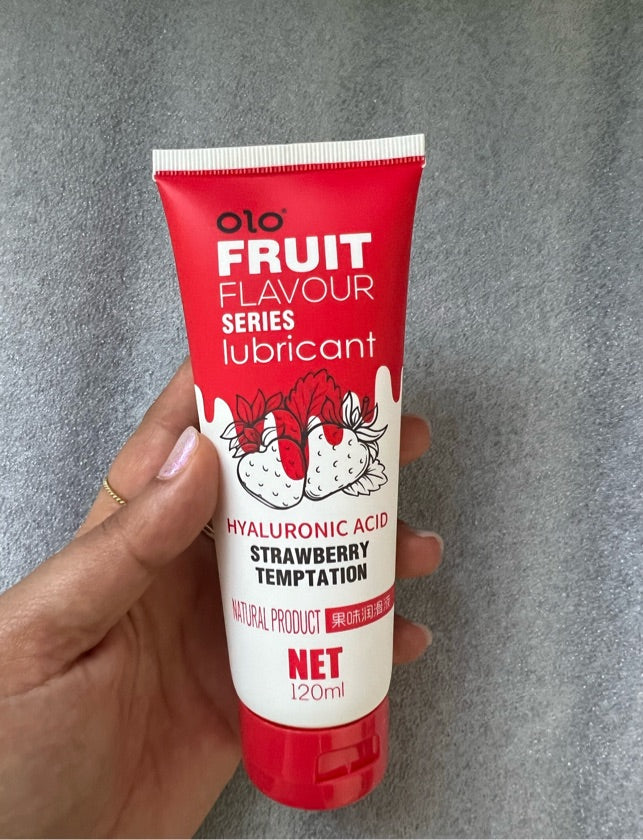 olo®
FRUIT
FLAVOUR
SERIES
lubricant
HYALURONIC ACID
STRAWBERRY
TEMPTATION
NATURAL PRODUCT 果味润滑液
NET
120ml